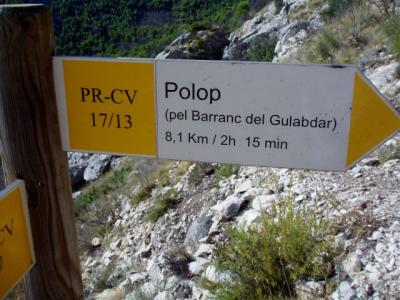 PR-CV
17/13
Polop
(pel Barranc del Gulabdar)
8,1 Km / 2h 15 min